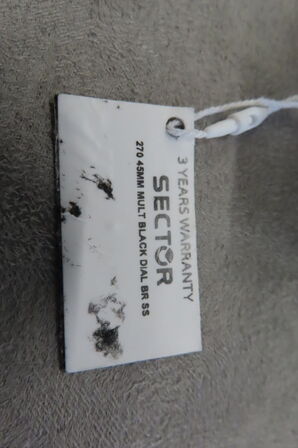 3 YEARS WARRANTY
SECTOR
270 45MM MULT BLACK DIAL BR SS